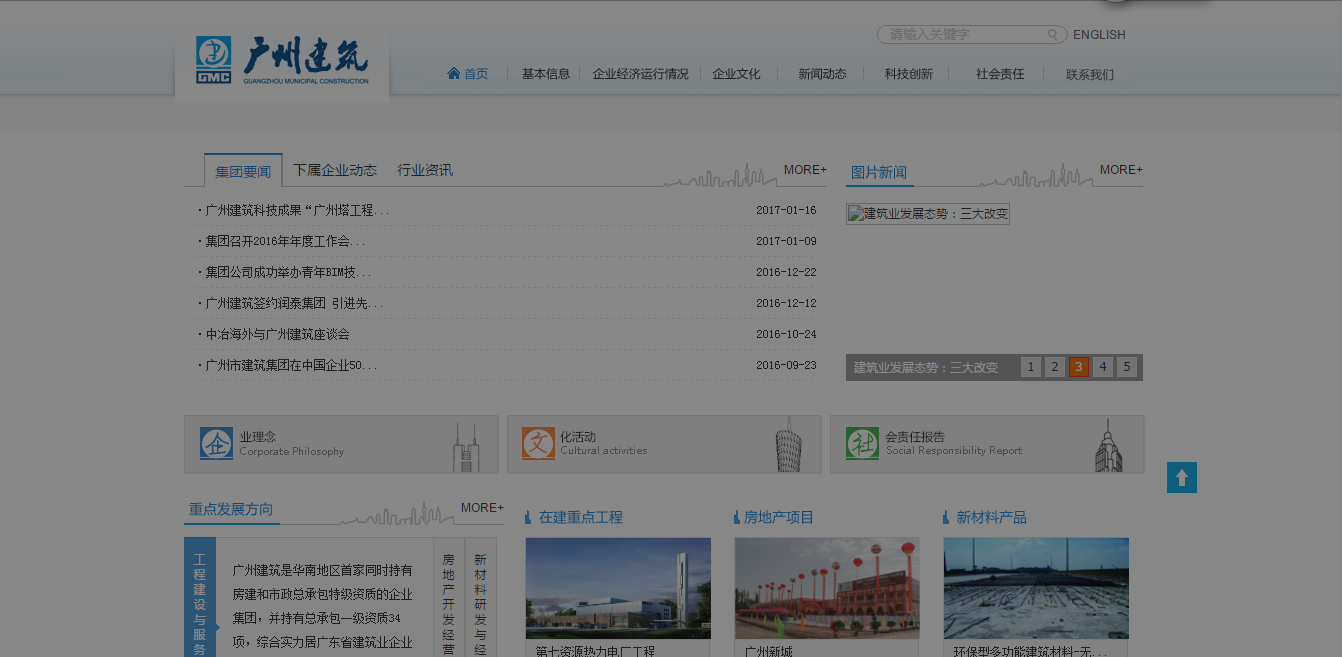 请输入关键字
ENGLISH
GMC
广州建筑
GUANGZHOU MUNICIPAL CONSTRUCTION
首页 基本信息 企业经济运行情况 企业文化 新闻动态 科技创新 社会责任 联系我们
集团要闻 下属企业动态 行业资讯 MORE+
·广州建筑科技成果“广州塔工程... 2017-01-16
·集团召开2016年年度工作会... 2017-01-09
·集团公司成功举办青年BIM技... 2016-12-22
·广州建筑签约润泰集团 引进先... 2016-12-12
·中冶海外与广州建筑座谈会 2016-10-24
·广州市建筑集团在中国企业50... 2016-09-23
图片新闻 MORE+
建筑业发展态势：三大改变
建筑业发展态势：三大改变 1 2 3 4 5
企业理念
Corporate Philosophy
文化活动
Cultural activities
社会责任报告
Social Responsibility Report
重点发展方向 MORE+
工程建设与服务
广州建筑是华南地区首家同时持有
房建和市政总承包特级资质的企业
集团，并持有总承包一级资质34
项，综合实力居广东省建筑业企业
房地产开发经营
新材料研发与经
在建重点工程
第七资源热力电厂工程
房地产项目
广州新城
新材料产品
环保型多功能建筑材料-无...